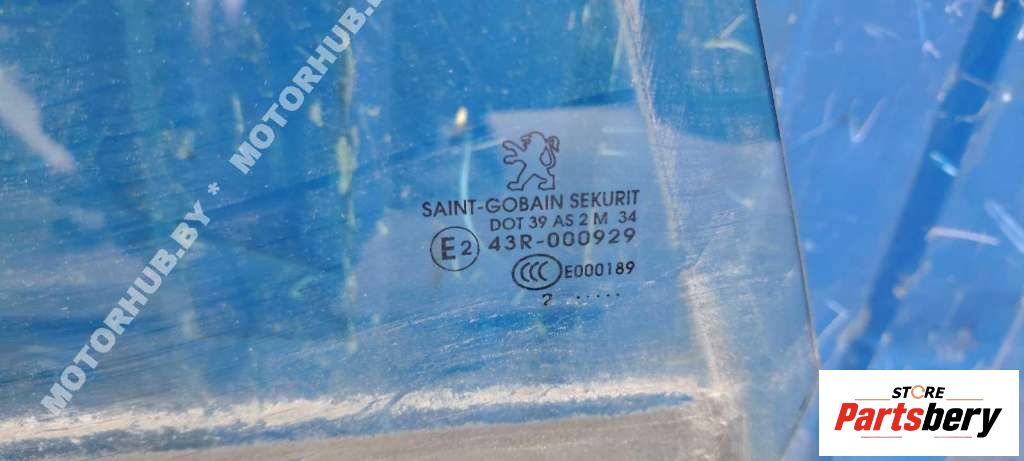 MOTORHUB.BY * MOTORHUB.BY
SAINT-GOBAIN SEKURIT
DOT 39 AS 2 M 34
E2 43R-000929
CCC E000189
2 .....
STORE
Partsbery